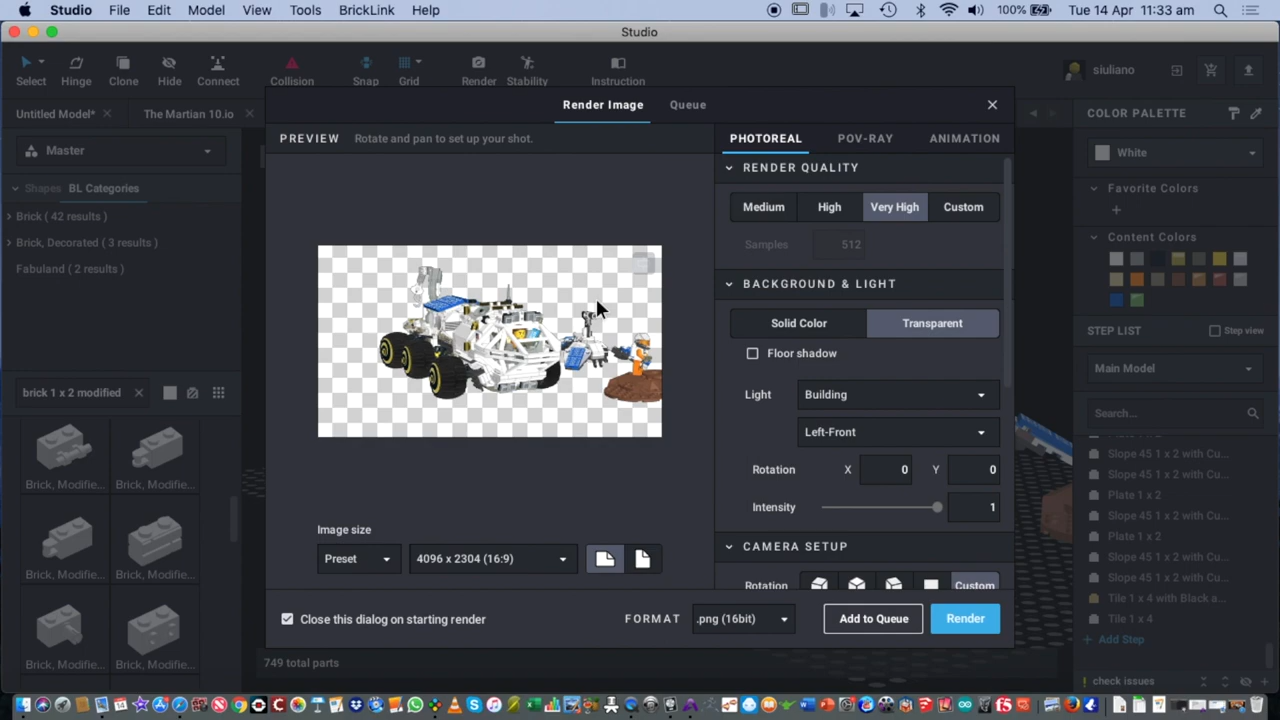 Studio File Edit Model View Tools BrickLink Help 100% Tue 14 Apr 11:33 am
Studio
Select Hinge Clone Hide Connect Collision Snap Grid Render Stability Instruction siuliano
Untitled Model* The Martian 10.io
Master
Shapes BL Categories
Brick ( 42 results )
Brick, Decorated ( 3 results )
Fabuland ( 2 results )
brick 1 x 2 modified
Brick, Modifie... Brick, Modifie...
Brick, Modifie... Brick, Modifie...
Brick, Modifie... Brick, Modifie...
Render Image Queue
PREVIEW Rotate and pan to set up your shot.
Image size
Preset 4096 x 2304 (16:9)
PHOTOREAL POV-RAY ANIMATION
RENDER QUALITY
Medium High Very High Custom
Samples 512
BACKGROUND & LIGHT
Solid Color Transparent
Floor shadow
Light Building
Left-Front
Rotation X 0 Y 0
Intensity 1
CAMERA SETUP
Rotation Custom
Close this dialog on starting render FORMAT .png (16bit) Add to Queue Render
749 total parts
COLOR PALETTE
White
Favorite Colors
Content Colors
STEP LIST Step view
Main Model
Search...
Slope 45 1 x 2 with Cu...
Slope 45 1 x 2 with Cu...
Plate 1 x 2
Slope 45 1 x 2 with Cu...
Plate 1 x 2
Slope 45 1 x 2 with Cu...
Slope 45 1 x 2 with Cu...
Tile 1 x 4 with Black a...
Tile 1 x 4
Add Step
check issues